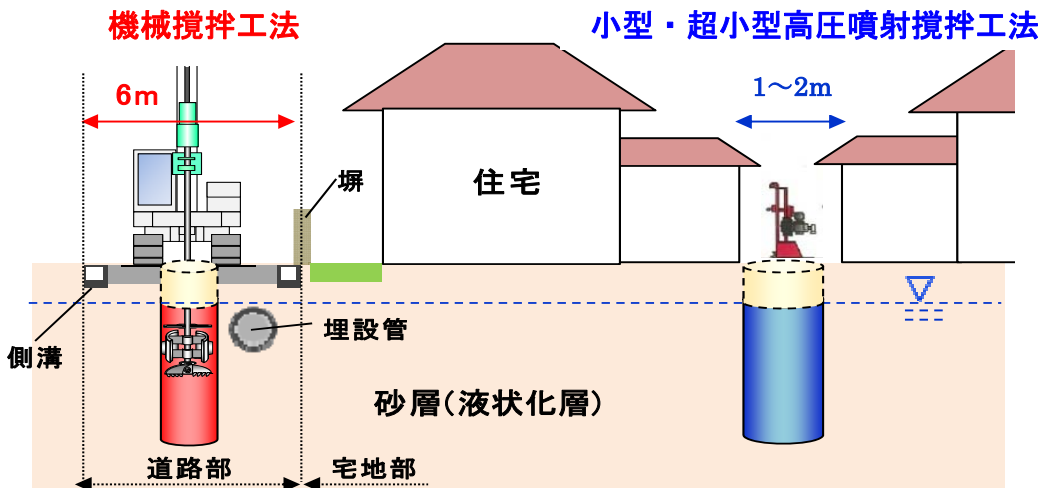 機械撹拌工法
小型・超小型高圧噴射撹拌工法
6m
1～2m
塀
住宅
側溝
埋設管
砂層(液状化層)
道路部
宅地部